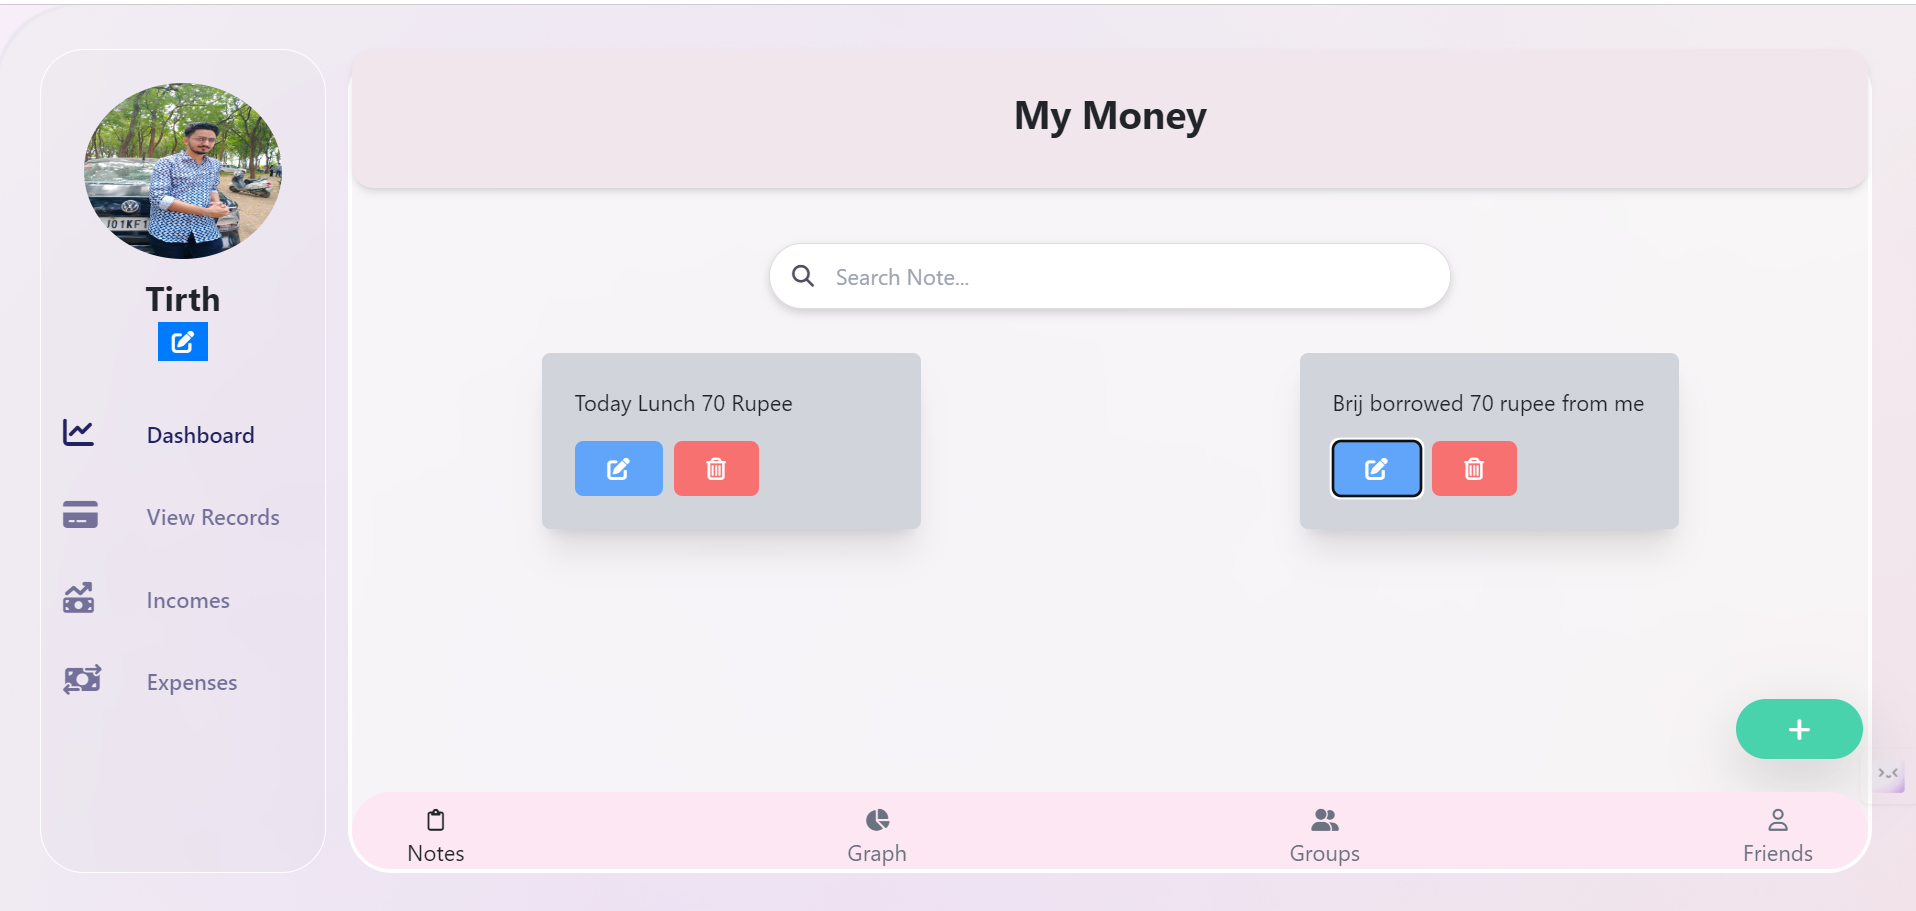 My Money
Tirth
Dashboard
View Records
Incomes
Expenses
Search Note...
Today Lunch 70 Rupee
Brij borrowed 70 rupee from me
Notes
Graph
Groups
Friends